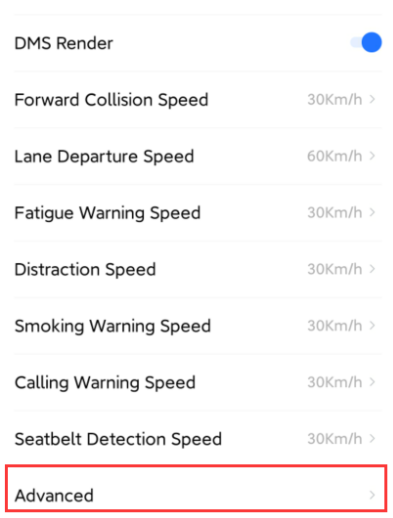 DMS Render
Forward Collision Speed 30Km/h >
Lane Departure Speed 60Km/h >
Fatigue Warning Speed 30Km/h >
Distraction Speed 30Km/h >
Smoking Warning Speed 30Km/h >
Calling Warning Speed 30Km/h >
Seatbelt Detection Speed 30Km/h >
Advanced >